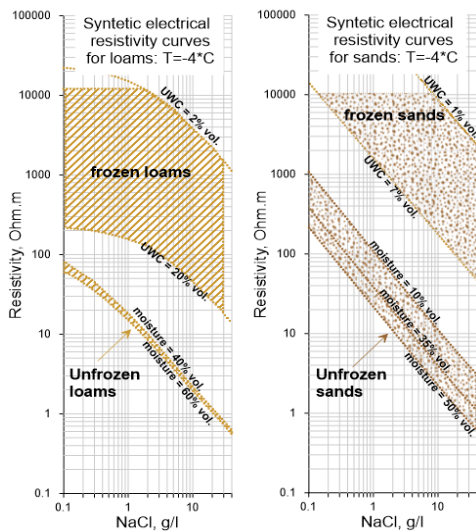 Syntetic electrical
resistivity curves
for loams: T=-4*C
Resistivity, Ohm.m
100000
10000
1000
100
10
1
0.1
UWC = 2% vol.
frozen loams
UWC = 20% vol.
moisture = 40% vol.
moisture = 60% vol.
Unfrozen
loams
0.1
1
10
NaCl, g/l
Syntetic electrical
resistivity curves
for sands: T=-4*C
Resistivity, Ohm.m
100000
10000
1000
100
10
1
0.1
UWC = 1% vol.
frozen sands
UWC = 7% vol.
moisture = 10% vol.
moisture = 35% vol.
moisture = 50% vol.
Unfrozen
sands
0.1
1
10
NaCl, g/l